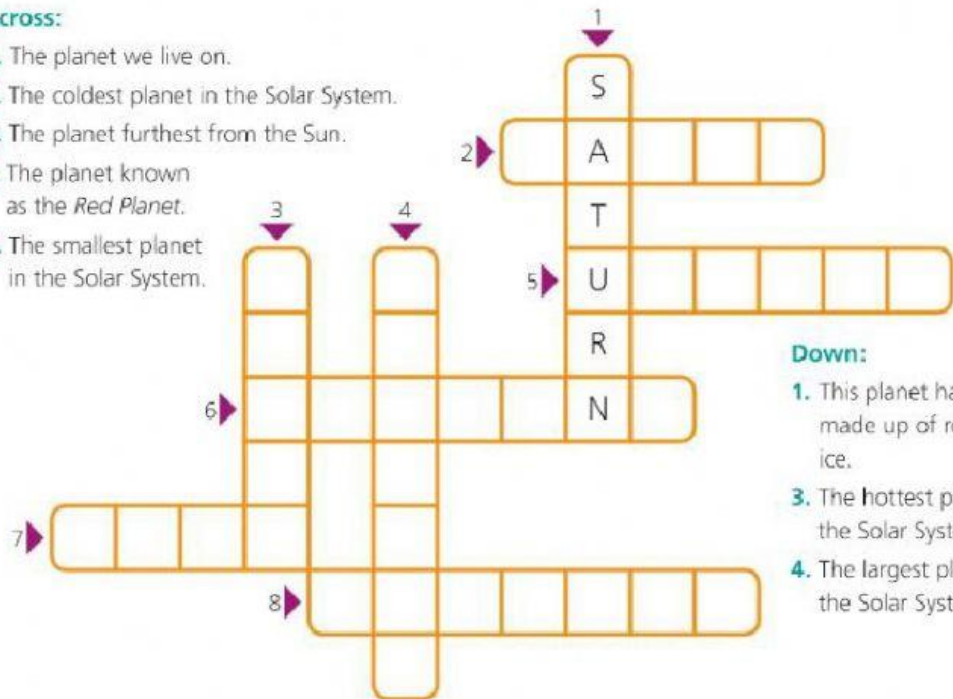 cross:
. The planet we live on.
. The coldest planet in the Solar System.
. The planet furthest from the Sun.
The planet known
as the Red Planet.
. The smallest planet
in the Solar System.
1
S
2
A
T
3
4
5
U
R
6
N
7
8
Down:
1. This planet ha
made up of r
ice.
3. The hottest p
the Solar Syst
4. The largest pl
the Solar Syst